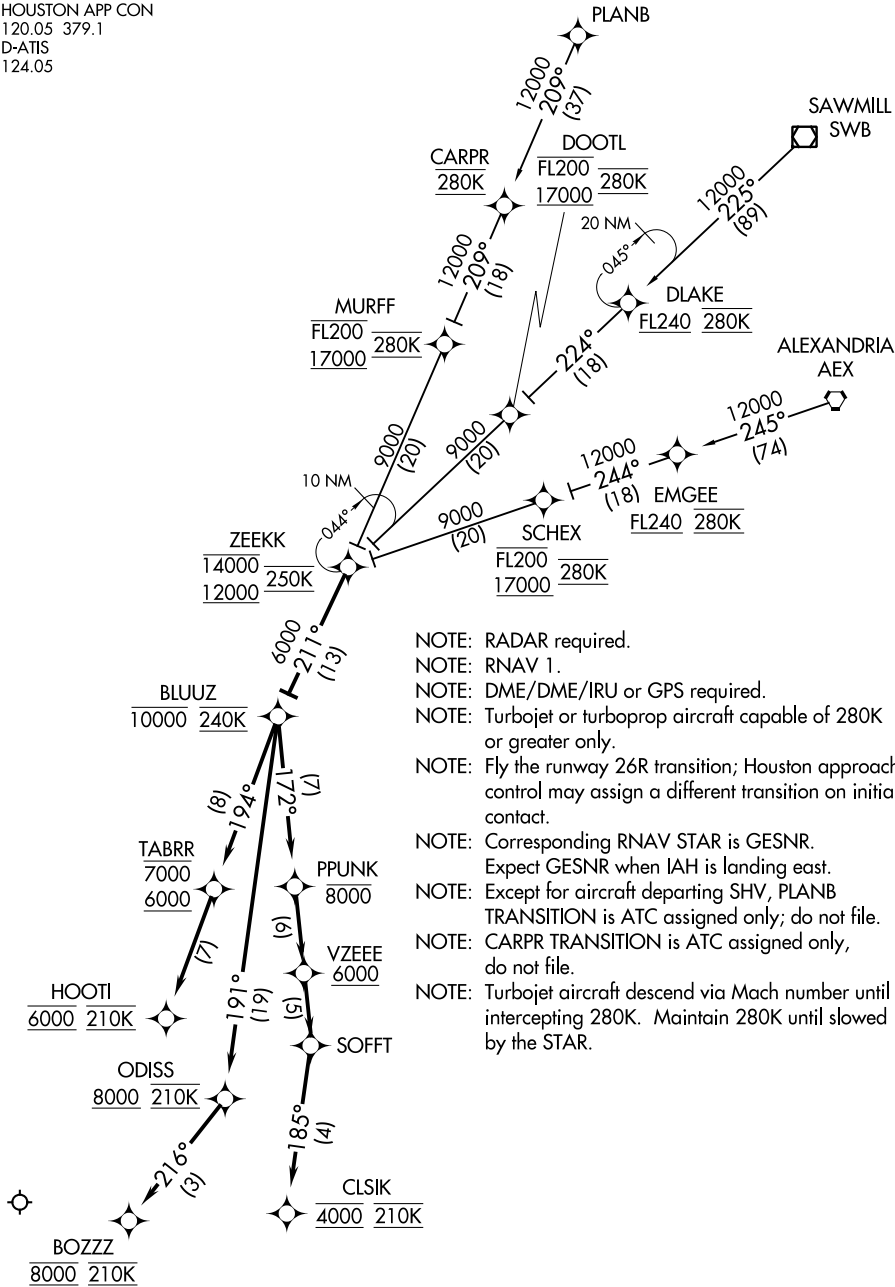 HOUSTON APP CON
120.05 379.1
D-ATIS
124.05
PLANB
12000
209°
(37)
SAWMILL
SWB
DOOTL
FL200
17000
280K
CARPR
280K
12000
225°
(89)
20 NM
045°
12000
209°
(18)
DLAKE
FL240 280K
MURFF
FL200
17000
280K
224°
(18)
ALEXANDRIA
AEX
12000
245°
(74)
9000
(20)
9000
(20)
12000
244°
(18)
EMGEE
FL240 280K
10 NM
044°
9000
(20)
SCHEX
FL200
17000
280K
ZEEKK
14000
12000
250K
6000
211°
(13)
NOTE: RADAR required.
NOTE: RNAV 1.
NOTE: DME/DME/IRU or GPS required.
NOTE: Turbojet or turboprop aircraft capable of 280K
or greater only.
NOTE: Fly the runway 26R transition; Houston approach
control may assign a different transition on initia
contact.
NOTE: Corresponding RNAV STAR is GESNR.
Expect GESNR when IAH is landing east.
NOTE: Except for aircraft departing SHV, PLANB
TRANSITION is ATC assigned only; do not file.
NOTE: CARPR TRANSITION is ATC assigned only,
do not file.
NOTE: Turbojet aircraft descend via Mach number until
intercepting 280K. Maintain 280K until slowed
by the STAR.
BLUUZ
10000 240K
(8)
194°
172°
(7)
TABRR
7000
6000
PPUNK
8000
(7)
(6)
VZEEE
6000
HOOTI
6000 210K
191°
(19)
(5)
SOFFT
ODISS
8000 210K
185°
(4)
216°
(3)
CLSIK
4000 210K
BOZZZ
8000 210K